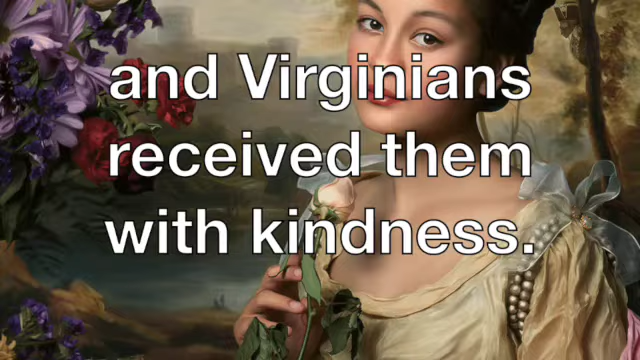 and Virginians
received them
with kindness.